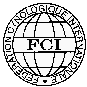 FEDERATION CYNOLOGIQUE INTERNATIONALE
FCI